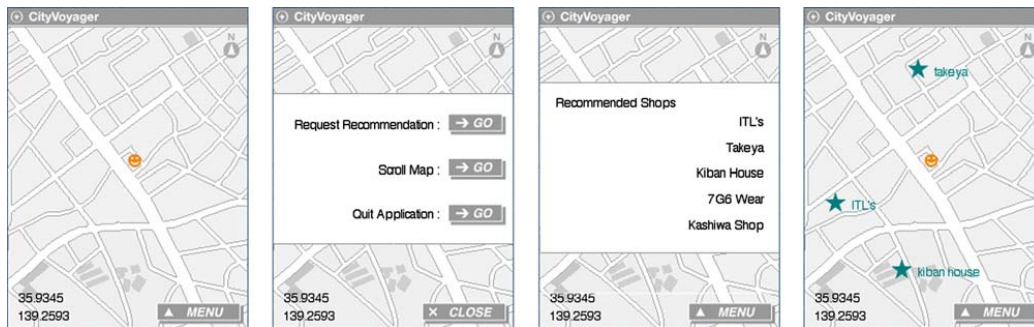 CityVoyager
N
35.9345
139.2593
MENU
CityVoyager
N
Request Recommendation : → GO
Scroll Map : → GO
Quit Application : → GO
35.9345
139.2593
× CLOSE
CityVoyager
N
Recommended Shops
ITL's
Takeya
Kiban House
7G6 Wear
Kashiwa Shop
35.9345
139.2593
MENU
CityVoyager
N
takeya
ITL's
kiban house
35.9345
139.2593
MENU